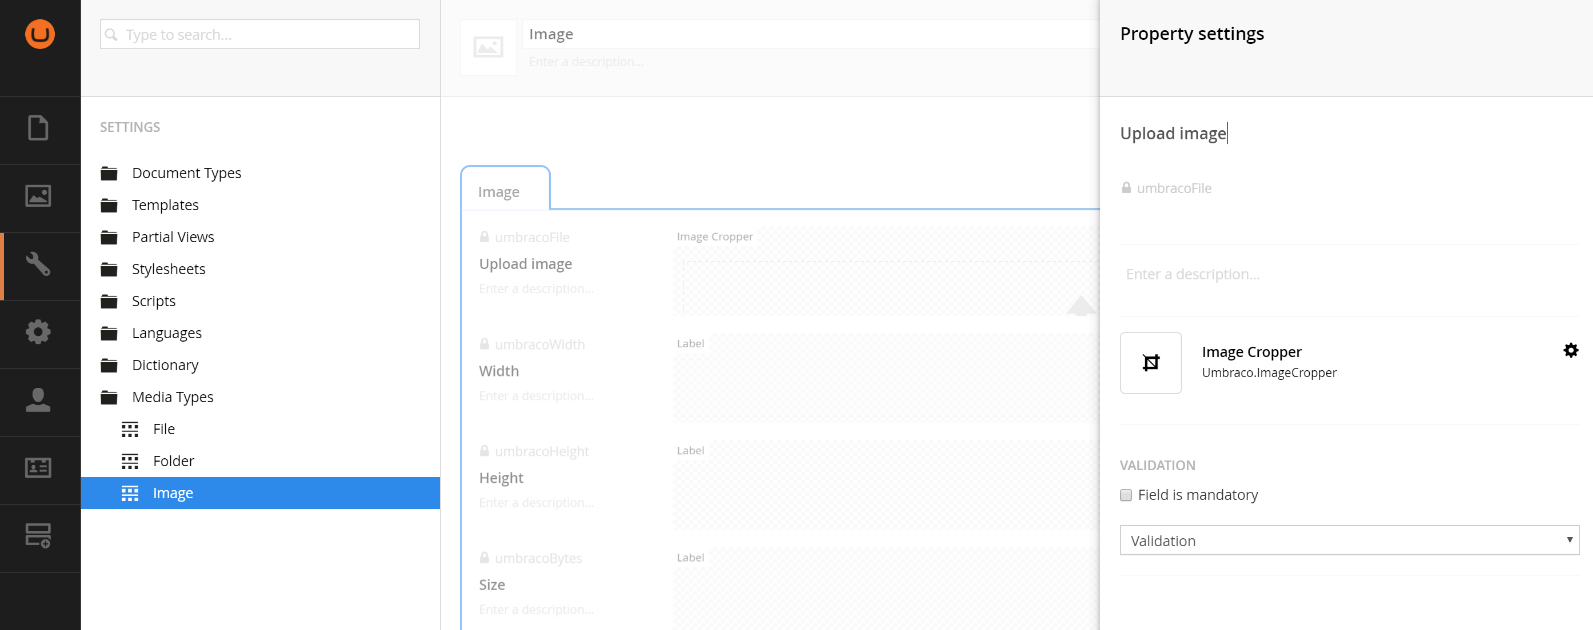 Type to search...
SETTINGS
Document Types
Templates
Partial Views
Stylesheets
Scripts
Languages
Dictionary
Media Types
File
Folder
Image
Image
Enter a description...
Image
umbracoFile
Upload image
Enter a description...
Image Cropper
umbracoWidth
Width
Enter a description...
Label
umbracoHeight
Height
Enter a description...
Label
umbracoBytes
Size
Enter a description...
Label
Property settings
Upload image
umbracoFile
Enter a description...
Image Cropper
Umbraco.ImageCropper
VALIDATION
Field is mandatory
Validation